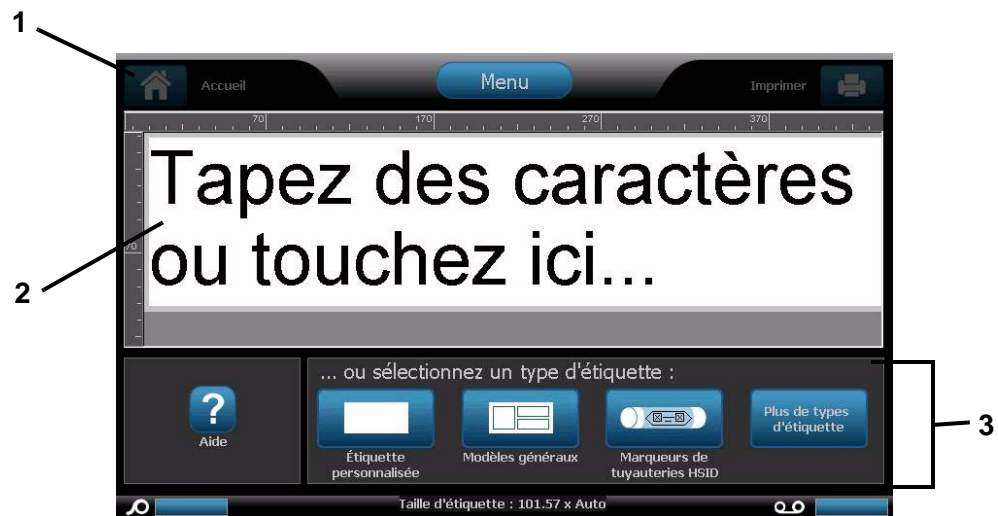 1
Accueil
Menu
Imprimer
70
170
270
370
Tapez des caractères
70
ou touchez ici...
2
... ou sélectionnez un type d'étiquette :
?
Aide
Étiquette
personnalisée
Modèles généraux
Marqueurs de
tuyauteries HSID
Plus de types
d'étiquette
3
Taille d'étiquette : 101.57 x Auto